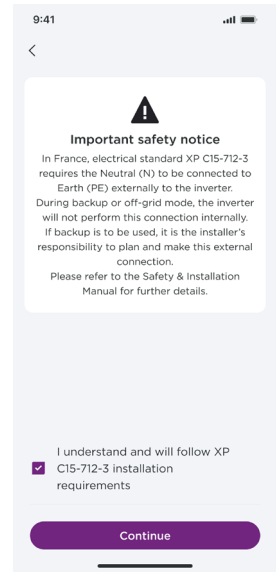 9:41
Important safety notice
In France, electrical standard XP C15-712-3
requires the Neutral (N) to be connected to
Earth (PE) externally to the inverter.
During backup or off-grid mode, the inverter
will not perform this connection internally.
If backup is to be used, it is the installer's
responsibility to plan and make this external
connection.
Please refer to the Safety & Installation
Manual for further details.
I understand and will follow XP
C15-712-3 installation
requirements
Continue